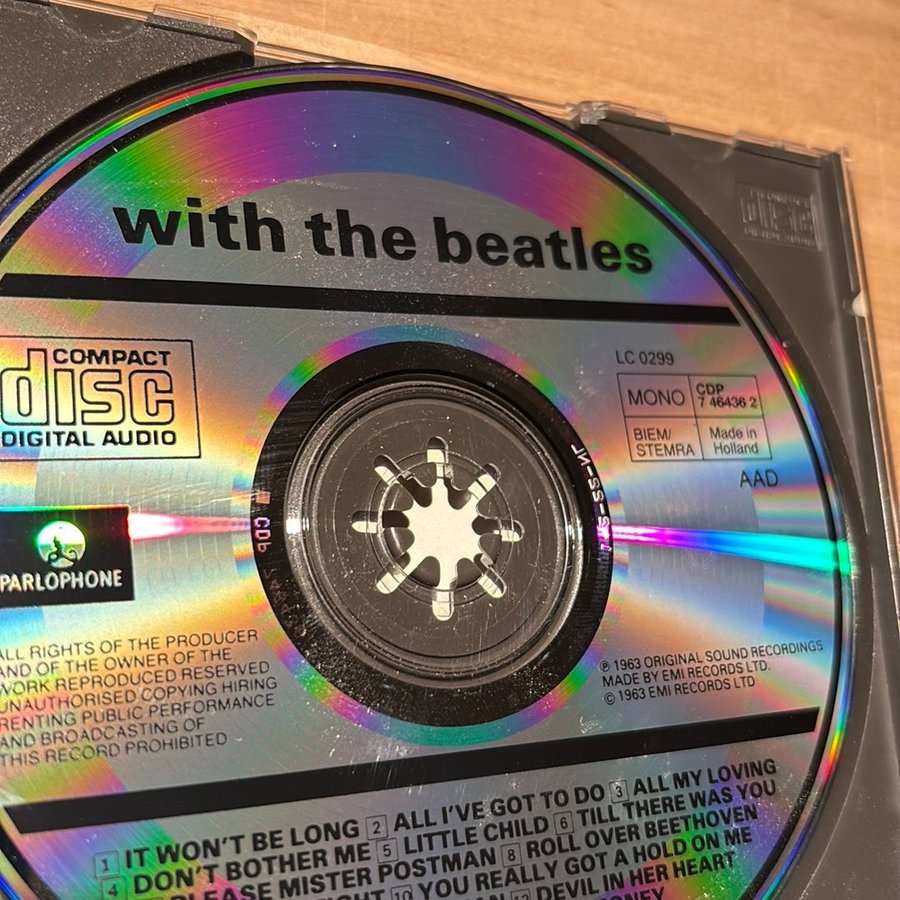 with the beatles
COMPACT
disc
DIGITAL AUDIO
LC 0299
MONO
CDP
7 46436 2
BIEM/
STEMRA
Made in
Holland
AAD
PARLOPHONE
ALL RIGHTS OF THE PRODUCER
AND OF THE OWNER OF THE
WORK REPRODUCED RESERVED
UNAUTHORISED COPYING HIRING
RENTING PUBLIC PERFORMANCE
AND BROADCASTING OF
THIS RECORD PROHIBITED
℗ 1963 ORIGINAL SOUND RECORDINGS
MADE BY EMI RECORDS LTD.
© 1963 EMI RECORDS LTD
1 IT WON'T BE LONG 2 ALL I'VE GOT TO DO 3 ALL MY LOVING
4 DON'T BOTHER ME 5 LITTLE CHILD 6 TILL THERE WAS YOU
PLEASE MISTER POSTMAN 8 ROLL OVER BEETHOVEN
10 YOU REALLY GOT A HOLD ON ME
DEVIL IN HER HEART
disc